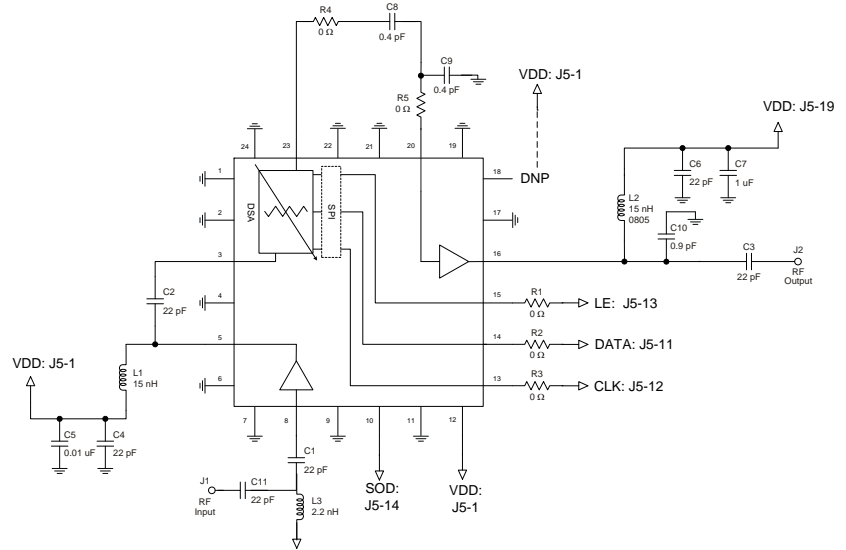 R4
0 Ω
C8
0.4 pF
C9
0.4 pF
R5
0 Ω
VDD: J5-1
VDD: J5-19
24
23
22
21
20
19
1
2
3
4
5
6
18
17
16
15
14
13
7
8
9
10
11
12
DNP
DSA
SPI
C6
22 pF
C7
1 uF
L2
15 nH
0805
C10
0.9 pF
C3
22 pF
J2
RF
Output
C2
22 pF
R1
0 Ω
LE: J5-13
R2
0 Ω
DATA: J5-11
R3
0 Ω
CLK: J5-12
VDD: J5-1
L1
15 nH
C5
0.01 uF
C4
22 pF
C1
22 pF
J1
RF
Input
C11
22 pF
L3
2.2 nH
SOD:
J5-14
VDD:
J5-1